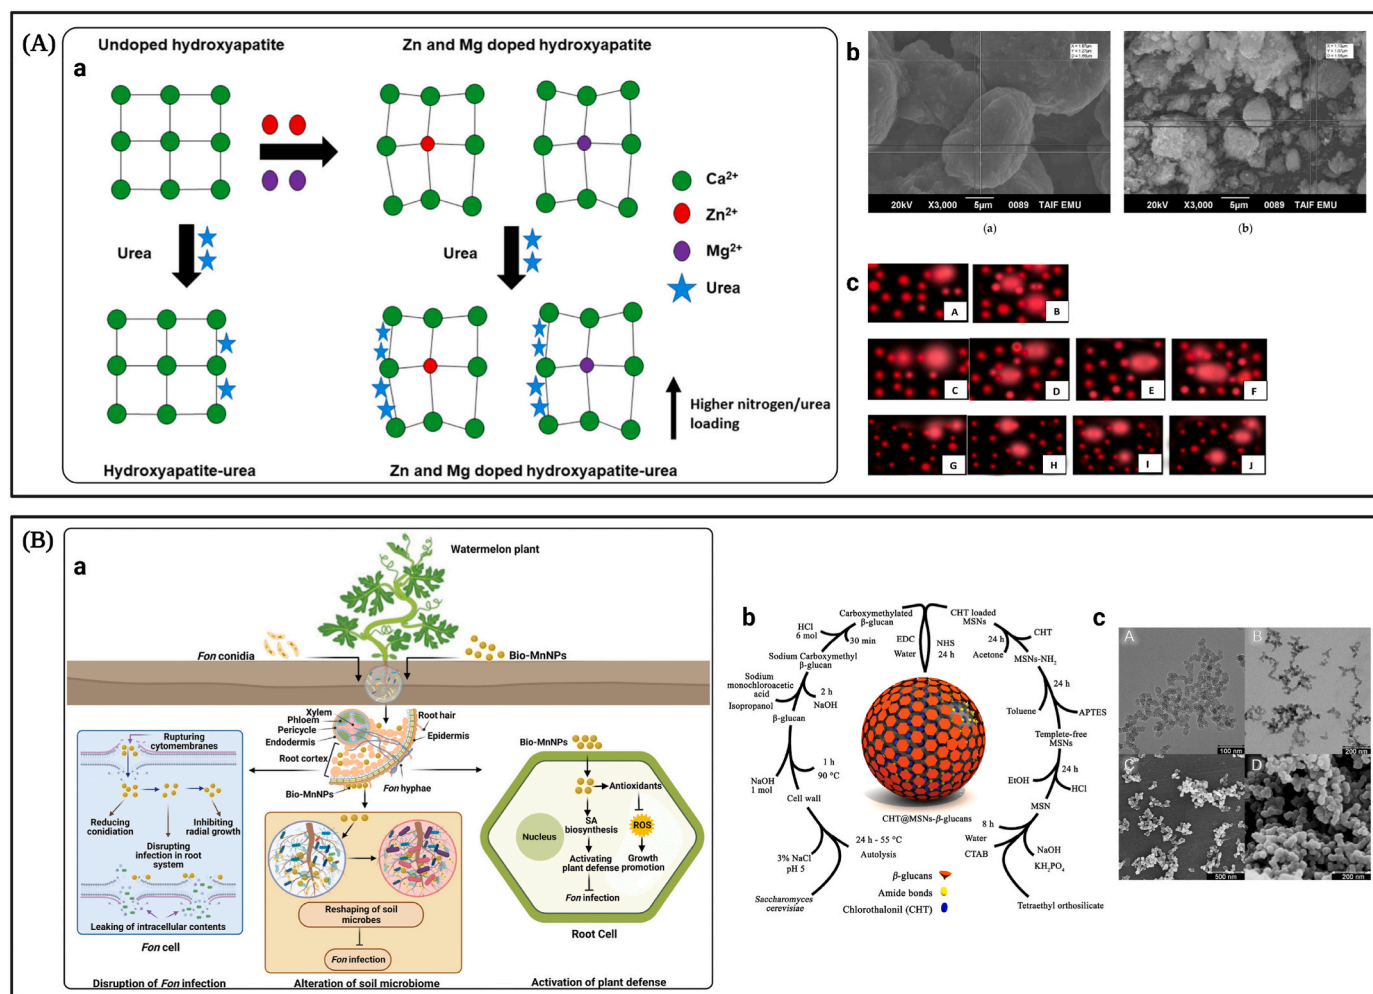 (A)
a
Undoped hydroxyapatite
Zn and Mg doped hydroxyapatite
Urea
Urea
Ca²⁺
Zn²⁺
Mg²⁺
Urea
Higher nitrogen/urea
loading
Hydroxyapatite-urea
Zn and Mg doped hydroxyapatite-urea
b
20kV X3,000 5µm 0089 TAIF EMU
20kV X3,000 5µm 0089 TAIF EMU
(a)
(b)
c
A
B
C
D
E
F
G
H
I
J
(B)
a
Watermelon plant
Fon conidia
Bio-MnNPs
Xylem
Phloem
Pericycle
Endodermis
Root cortex
Root hair
Epidermis
Bio-MnNPs
Fon hyphae
Rupturing
cytomembranes
Reducing
conidiation
Inhibiting
radial growth
Disrupting
infection in root
system
Leaking of intracellular contents
Fon cell
Disruption of Fon infection
Reshaping of soil
microbes
Fon infection
Alteration of soil microbiome
Bio-MnNPs
Antioxidants
Nucleus
SA
biosynthesis
ROS
Activating
plant defense
Growth
promotion
Fon infection
Root Cell
Activation of plant defense
b
Carboxymethylated
β-glucan
HCl
6 mol
30 min
Sodium Carboxymethyl
β-glucan
Sodium
monochloroacetic
acid
Isopropanol
2 h
NaOH
β-glucan
1 h
90 °C
NaOH
1 mol
Cell wall
24 h - 55 °C
Autolysis
3% NaCl
pH 5
Saccharomyces
cerevisiae
EDC
Water
NHS
24 h
CHT loaded
MSNs
24 h
CHT
Acetone
MSNs-NH₂
24 h
Toluene
APTES
Templete-free
MSNs
24 h
EtOH
HCl
MSN
8 h
Water
CTAB
NaOH
KH₂PO₄
Tetraethyl orthosilicate
CHT@MSNs-β-glucans
β-glucans
Amide bonds
Chlorothalonil (CHT)
c
A
100 nm
B
200 nm
C
500 nm
D
200 nm